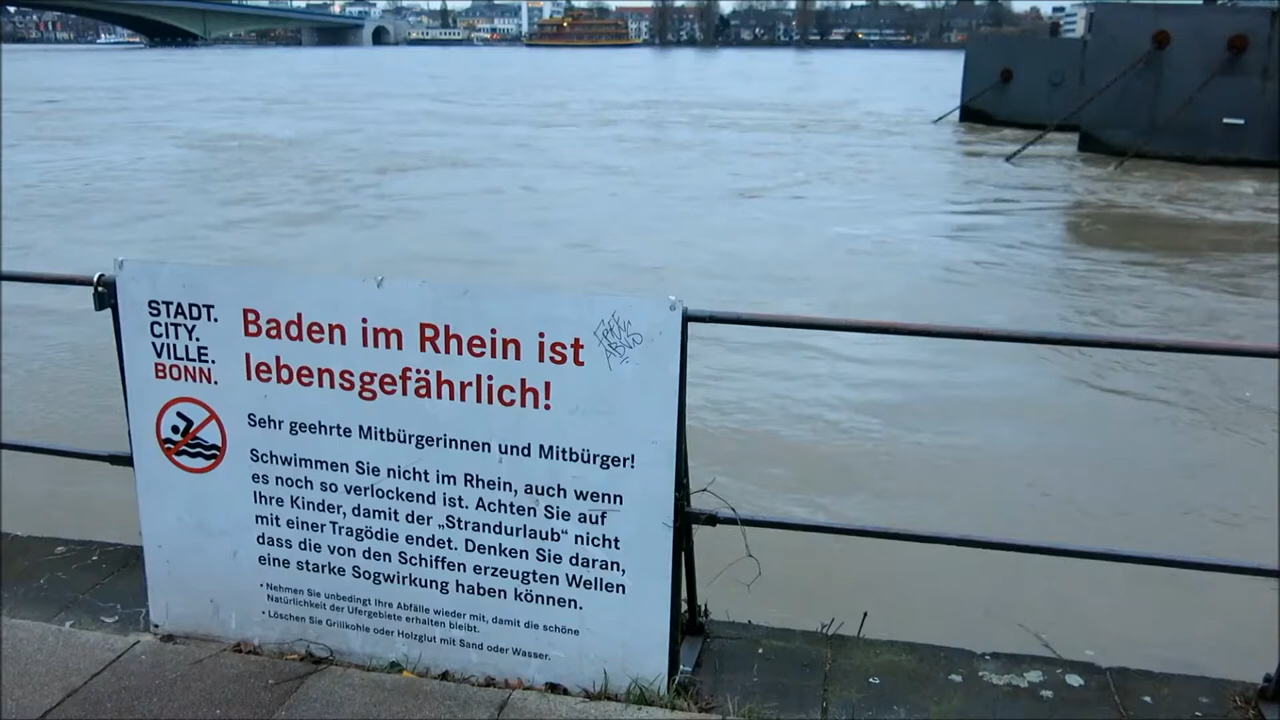 STADT.
CITY.
VILLE.
BONN.
Baden im Rhein ist
lebensgefährlich!
Sehr geehrte Mitbürgerinnen und Mitbürger!
Schwimmen Sie nicht im Rhein, auch wenn
es noch so verlockend ist. Achten Sie auf
Ihre Kinder, damit der „Strandurlaub“ nicht
mit einer Tragödie endet. Denken Sie daran,
dass die von den Schiffen erzeugten Wellen
eine starke Sogwirkung haben können.
• Nehmen Sie unbedingt Ihre Abfälle wieder mit, damit die schöne
Natürlichkeit der Ufergebiete erhalten bleibt.
• Löschen Sie Grillkohle oder Holzglut mit Sand oder Wasser.